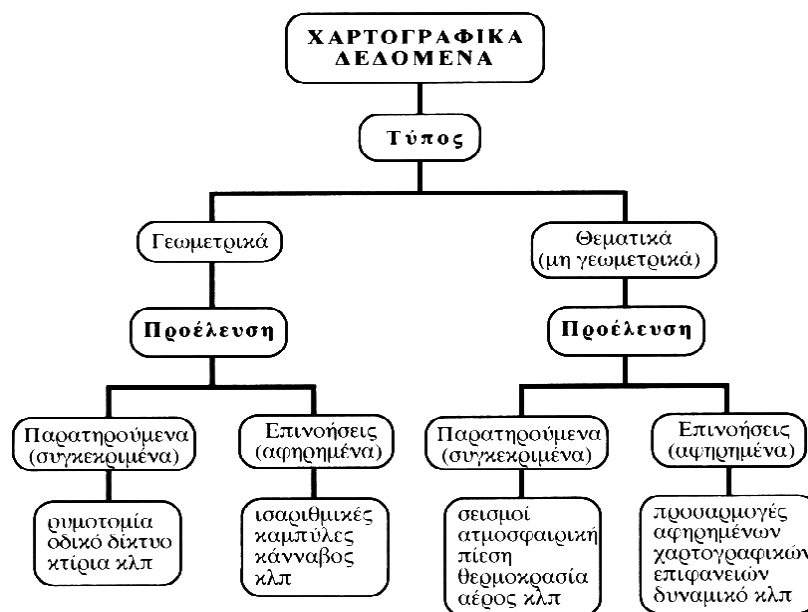 ΧΑΡΤΟΓΡΑΦΙΚΑ
ΔΕΔΟΜΕΝΑ
Τύπος
Γεωμετρικά
Θεματικά
(μη γεωμετρικά)
Προέλευση
Προέλευση
Παρατηρούμενα
(συγκεκριμένα)
Επινοήσεις
(αφηρημένα)
Παρατηρούμενα
(συγκεκριμένα)
Επινοήσεις
(αφηρημένα)
ρυμοτομία
οδικό δίκτυο
κτίρια κλπ
ισαριθμικές
καμπύλες
κάνναβος
κλπ
σεισμοί
ατμοσφαιρική
πίεση
θερμοκρασία
αέρος κλπ
προσαρμογές
αφηρημένων
χαρτογραφικών
επιφανειών
δυναμικό κλπ